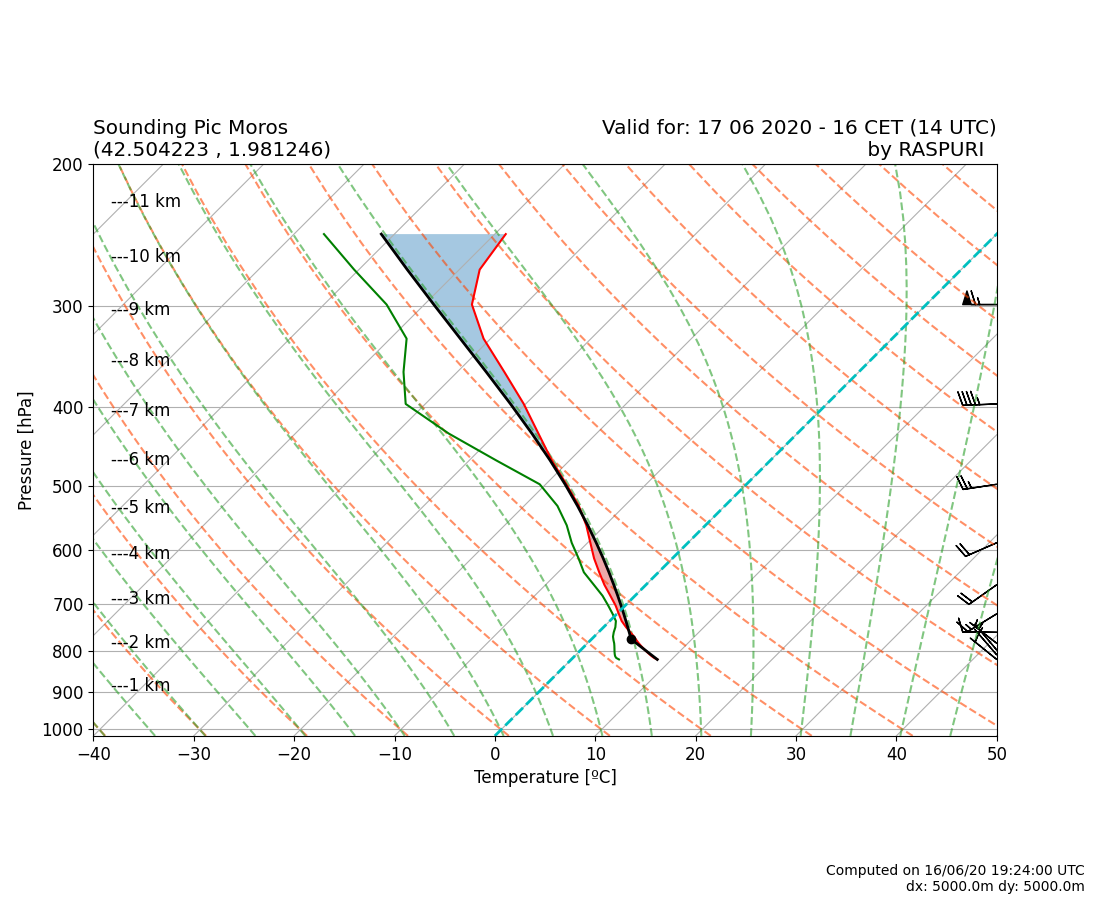 Sounding Pic Moros
(42.504223 , 1.981246)
Valid for: 17 06 2020 - 16 CET (14 UTC)
by RASPURI
200
300
400
500
600
700
800
900
1000
Pressure [hPa]
---11 km
---10 km
---9 km
---8 km
---7 km
---6 km
---5 km
---4 km
---3 km
---2 km
---1 km
−40 −30 −20 −10 0 10 20 30 40 50
Temperature [ºC]
Computed on 16/06/20 19:24:00 UTC
dx: 5000.0m dy: 5000.0m